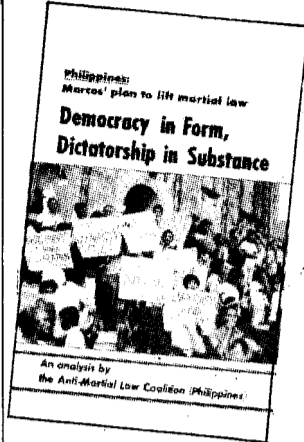 Philippines:
Marcos' plan to lift martial law
Democracy in Form,
Dictatorship in Substance
An analysis by
the Anti-Martial Law Coalition (Philippines)